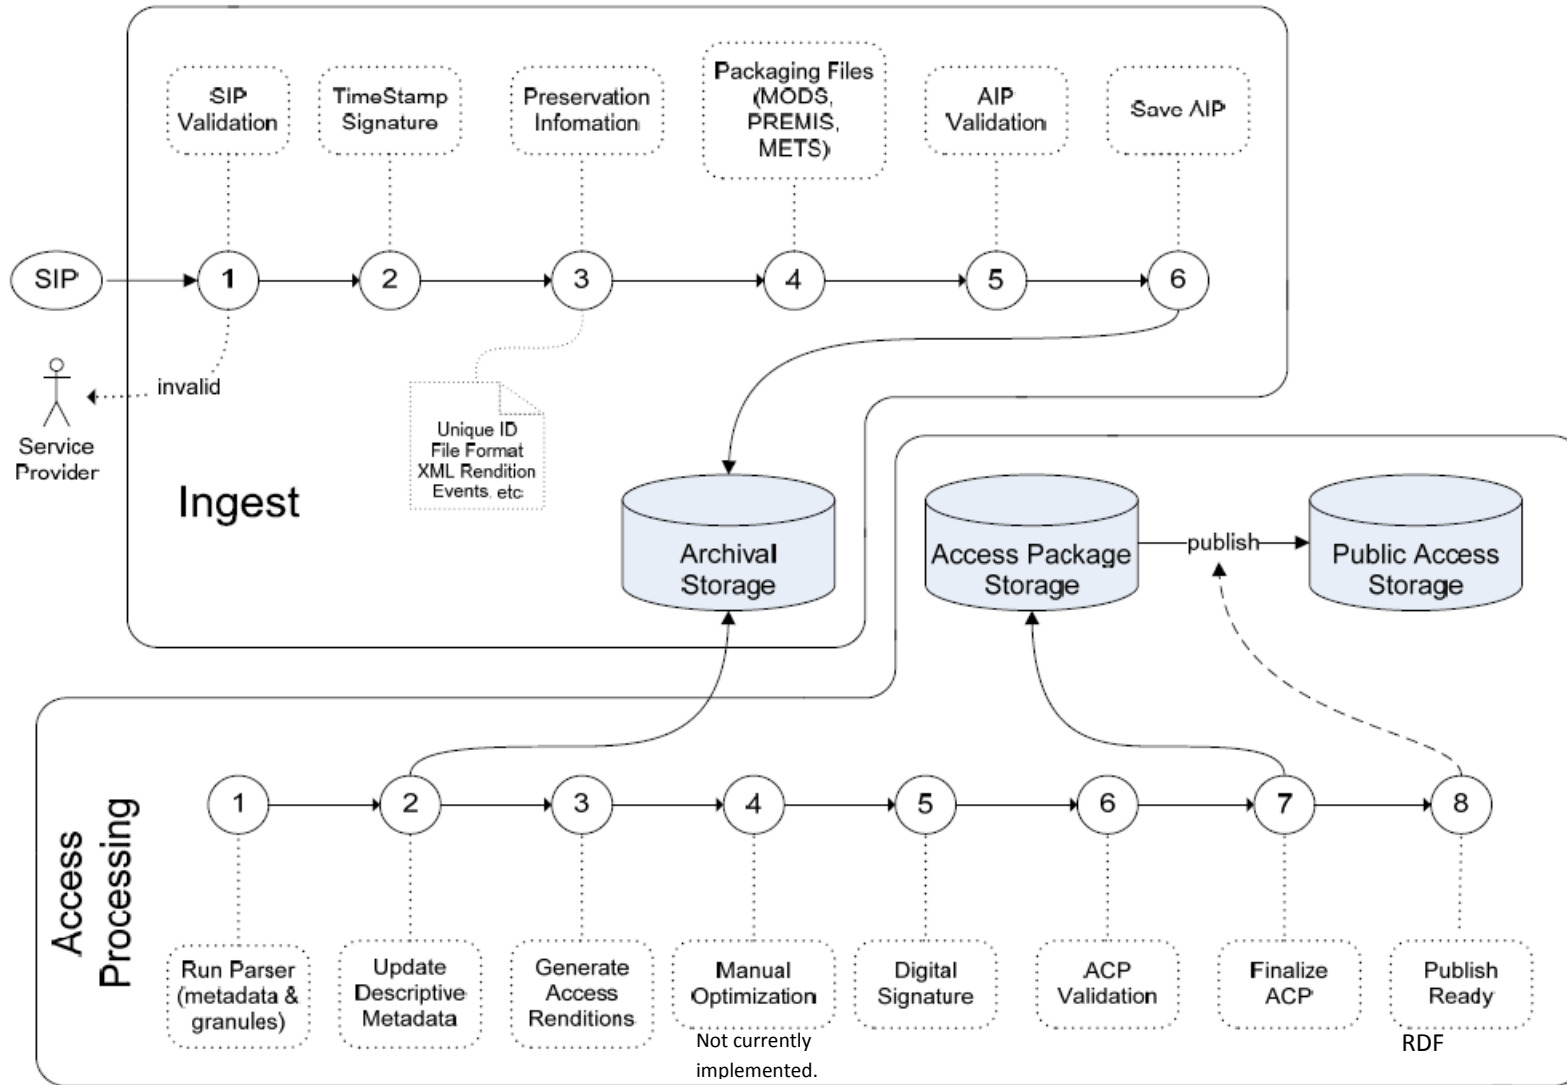 SIP
Validation
TimeStamp
Signature
Preservation
Infomation
Packaging Files
(MODS,
PREMIS,
METS)
AIP
Validation
Save AIP
SIP
1
2
3
4
5
6
invalid
Service
Provider
Unique ID
File Format
XML Rendition
Events, etc
Ingest
Archival
Storage
Access Package
Storage
publish
Public Access
Storage
Access
Processing
1
2
3
4
5
6
7
8
Run Parser
(metadata &
granules)
Update
Descriptive
Metadata
Generate
Access
Renditions
Manual
Optimization
Not currently
implemented.
Digital
Signature
ACP
Validation
Finalize
ACP
Publish
Ready
RDF